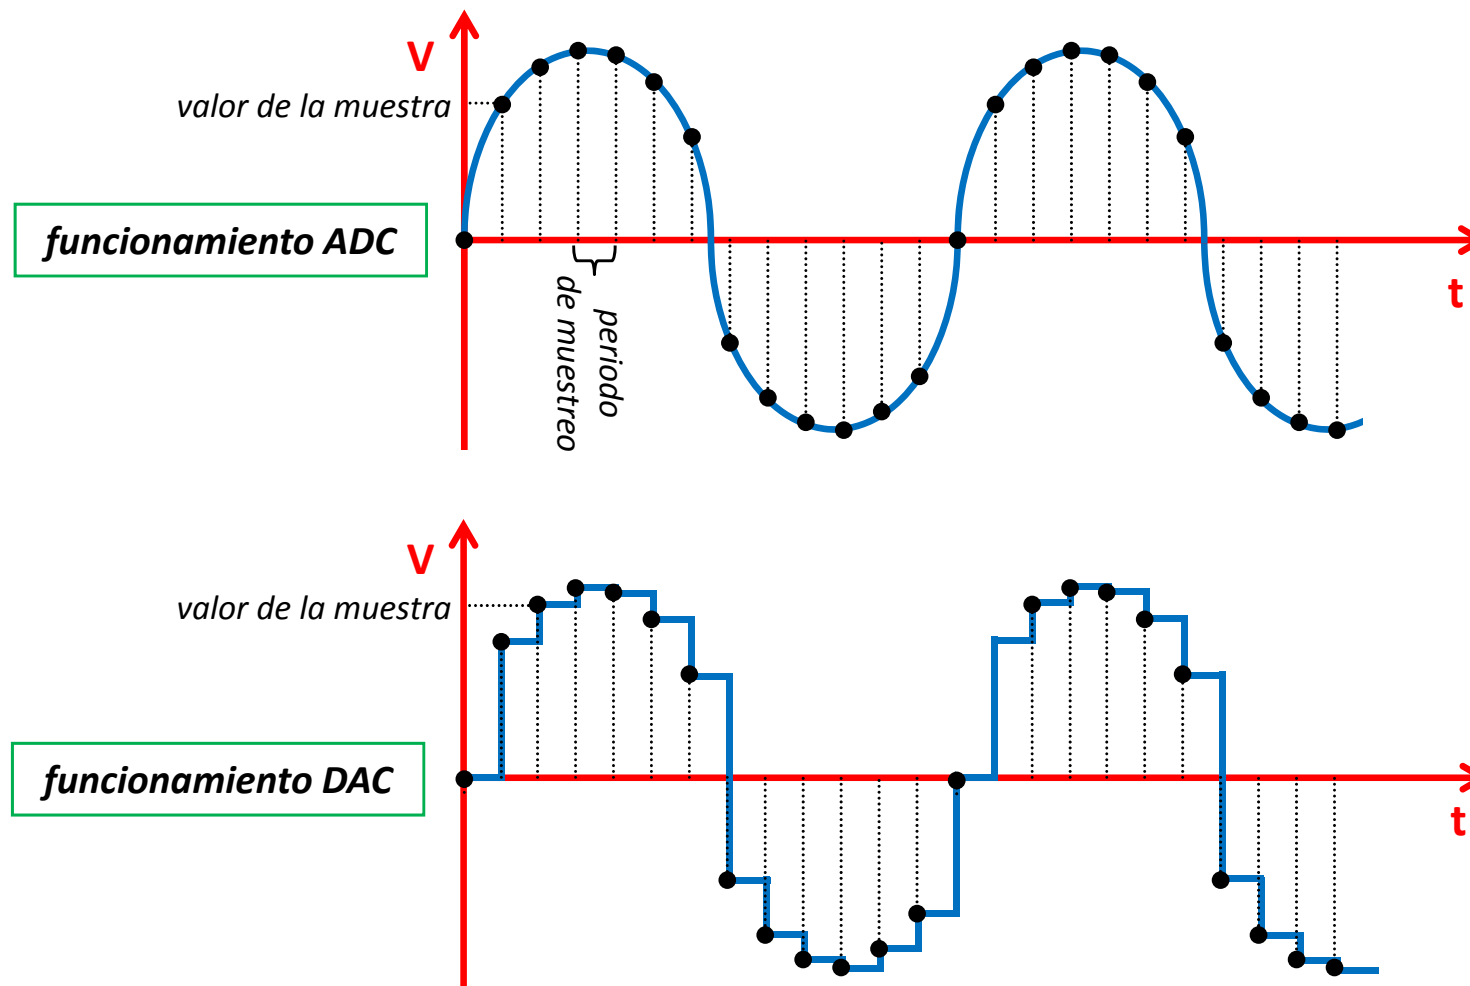 V
valor de la muestra
funcionamiento ADC
t
periodo
de muestreo
V
valor de la muestra
funcionamiento DAC
t